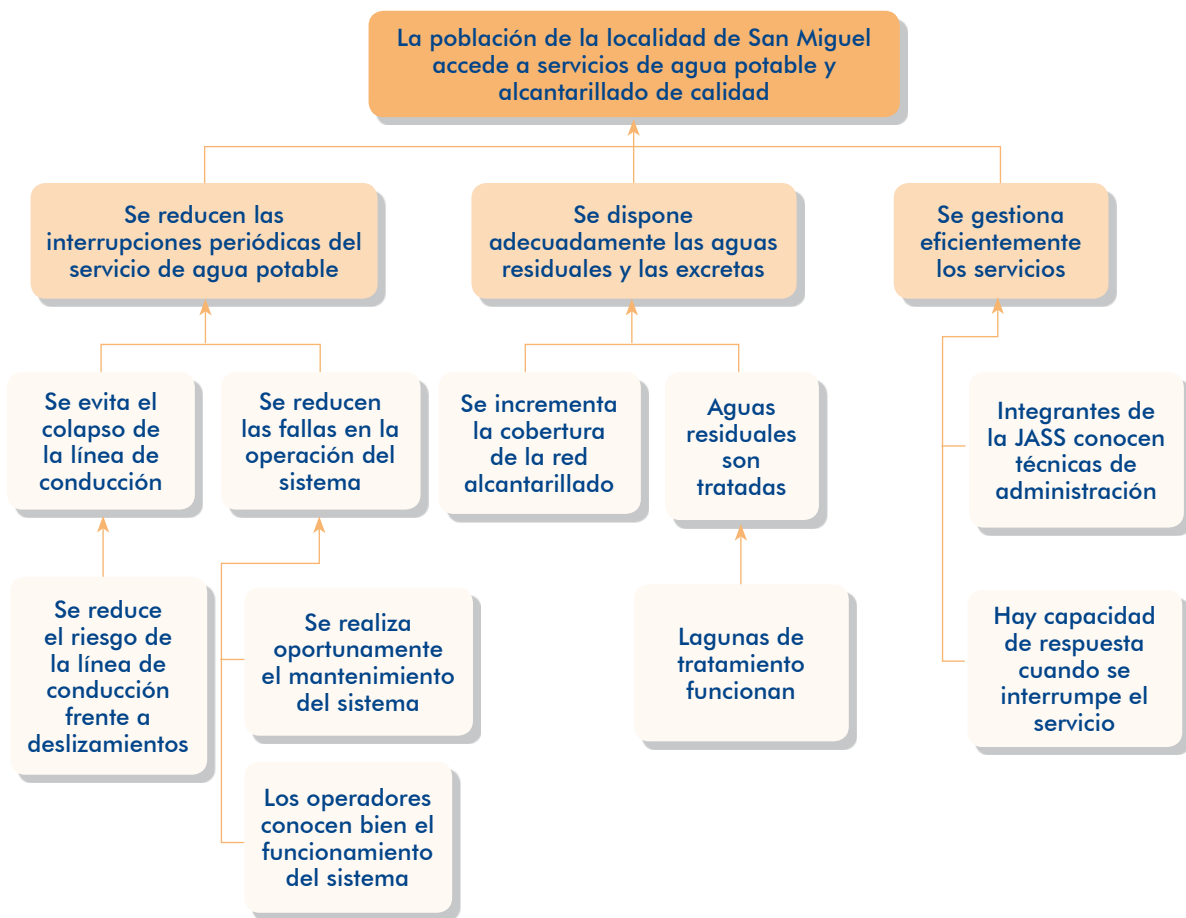 La población de la localidad de San Miguel
accede a servicios de agua potable y
alcantarillado de calidad
Se reducen las
interrupciones periódicas del
servicio de agua potable
Se dispone
adecuadamente las aguas
residuales y las excretas
Se gestiona
eficientemente
los servicios
Se evita el
colapso de
la línea de
conducción
Se reducen
las fallas en la
operación del
sistema
Se incrementa
la cobertura
de la red
alcantarillado
Aguas
residuales
son
tratadas
Integrantes de
la JASS conocen
técnicas de
administración
Se reduce
el riesgo de
la línea de
conducción
frente a
deslizamientos
Se realiza
oportunamente
el mantenimiento
del sistema
Lagunas de
tratamiento
funcionan
Hay capacidad
de respuesta
cuando se
interrumpe el
servicio
Los operadores
conocen bien el
funcionamiento
del sistema